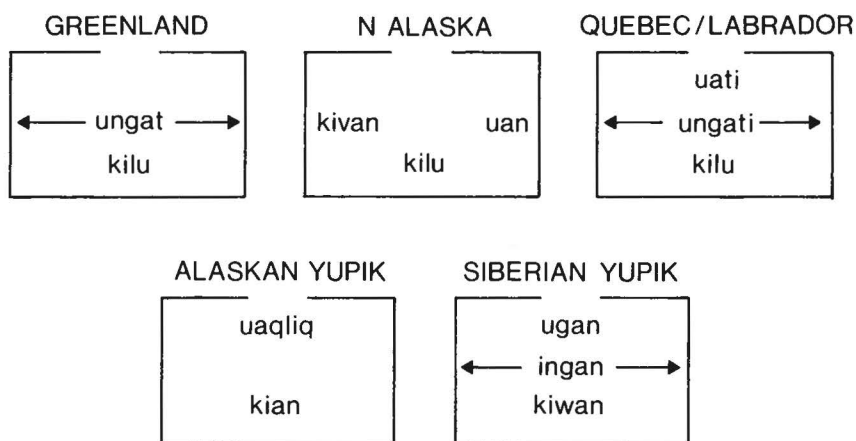 GREENLAND
ungat
kilu
N ALASKA
kivan uan
kilu
QUEBEC/LABRADOR
uati
ungati
kilu
ALASKAN YUPIK
uaqliq
kian
SIBERIAN YUPIK
ugan
ingan
kiwan